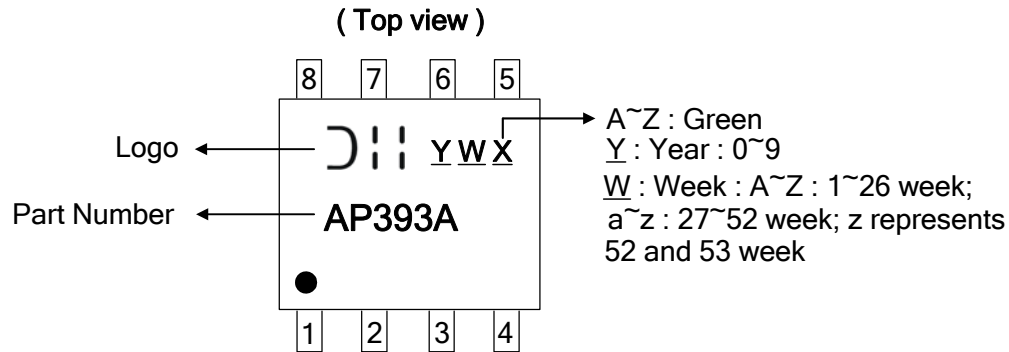 ( Top view )
8 7 6 5
Logo
Y W X
A~Z : Green
Y : Year : 0~9
W : Week : A~Z : 1~26 week;
a~z : 27~52 week; z represents
52 and 53 week
Part Number
AP393A
1 2 3 4